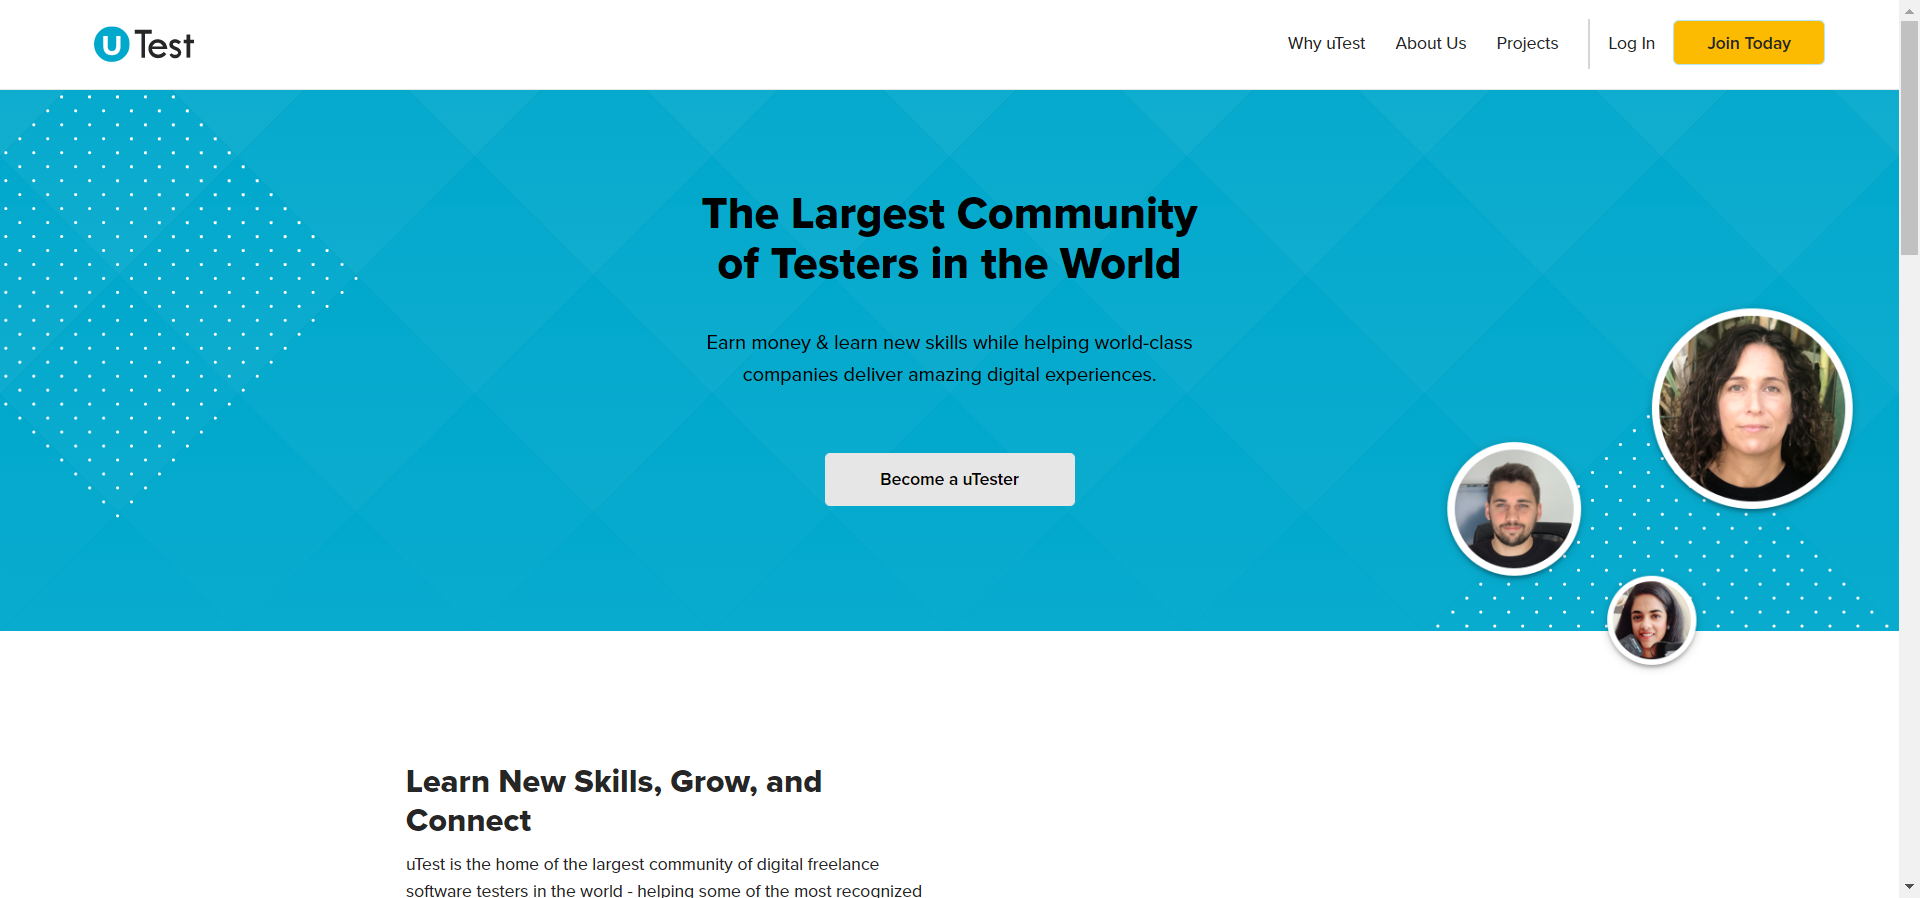 uTest
Why uTest
About Us
Projects
Log In
Join Today
The Largest Community
of Testers in the World
Earn money & learn new skills while helping world-class
companies deliver amazing digital experiences.
Become a uTester
Learn New Skills, Grow, and
Connect
uTest is the home of the largest community of digital freelance
software testers in the world - helping some of the most recognized